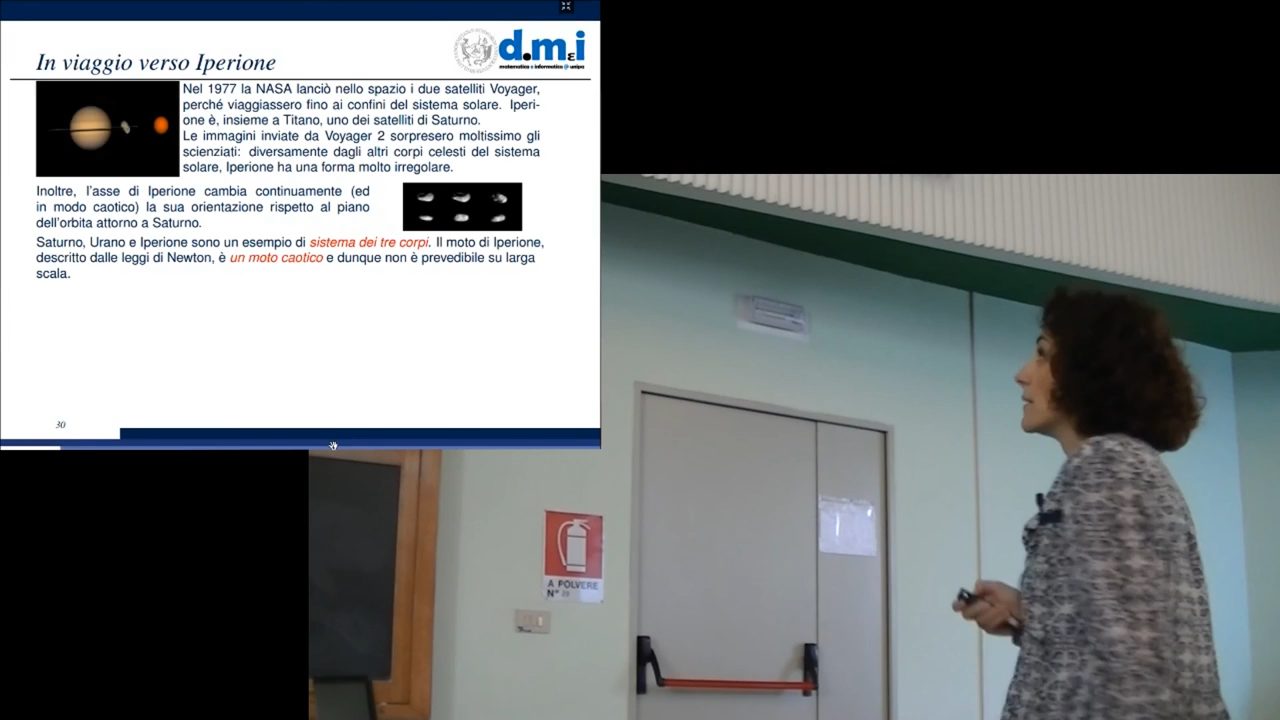 In viaggio verso Iperione
d.mεi
matematica e informatica @ unipa
Nel 1977 la NASA lanciò nello spazio i due satelliti Voyager,
perché viaggiassero fino ai confini del sistema solare. Iperi-
one è, insieme a Titano, uno dei satelliti di Saturno.
Le immagini inviate da Voyager 2 sorpresero moltissimo gli
scienziati: diversamente dagli altri corpi celesti del sistema
solare, Iperione ha una forma molto irregolare.
Inoltre, l'asse di Iperione cambia continuamente (ed
in modo caotico) la sua orientazione rispetto al piano
dell'orbita attorno a Saturno.
Saturno, Urano e Iperione sono un esempio di sistema dei tre corpi. Il moto di Iperione,
descritto dalle leggi di Newton, è un moto caotico e dunque non è prevedibile su larga
scala.
30
A POLVERE
N°